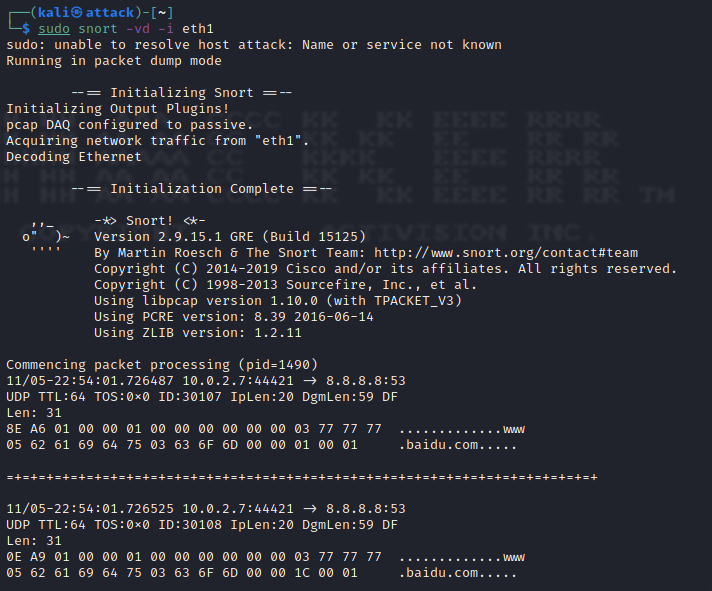 ┌──(kali㉿attack)-[~]
└─$ sudo snort -vd -i eth1
sudo: unable to resolve host attack: Name or service not known
Running in packet dump mode
--== Initializing Snort ==--
Initializing Output Plugins!
pcap DAQ configured to passive.
Acquiring network traffic from "eth1".
Decoding Ethernet
--== Initialization Complete ==--
,,_ -*> Snort! <*-
o" )~ Version 2.9.15.1 GRE (Build 15125)
'''' By Martin Roesch & The Snort Team: http://www.snort.org/contact#team
Copyright (C) 2014-2019 Cisco and/or its affiliates. All rights reserved.
Copyright (C) 1998-2013 Sourcefire, Inc., et al.
Using libpcap version 1.10.0 (with TPACKET_V3)
Using PCRE version: 8.39 2016-06-14
Using ZLIB version: 1.2.11
Commencing packet processing (pid=1490)
11/05-22:54:01.726487 10.0.2.7:44421 -> 8.8.8.8:53
UDP TTL:64 TOS:0×0 ID:30107 IpLen:20 DgmLen:59 DF
Len: 31
8E A6 01 00 00 01 00 00 00 00 00 00 03 77 77 77 .............www
05 62 61 69 64 75 03 63 6F 6D 00 00 01 00 01 .baidu.com.....
=+=+=+=+=+=+=+=+=+=+=+=+=+=+=+=+=+=+=+=+=+=+=+=+=+=+=+=+=+=+=+=+=+=+=+=+=+
11/05-22:54:01.726525 10.0.2.7:44421 -> 8.8.8.8:53
UDP TTL:64 TOS:0×0 ID:30108 IpLen:20 DgmLen:59 DF
Len: 31
0E A9 01 00 00 01 00 00 00 00 00 00 03 77 77 77 .............www
05 62 61 69 64 75 03 63 6F 6D 00 00 1C 00 01 .baidu.com.....